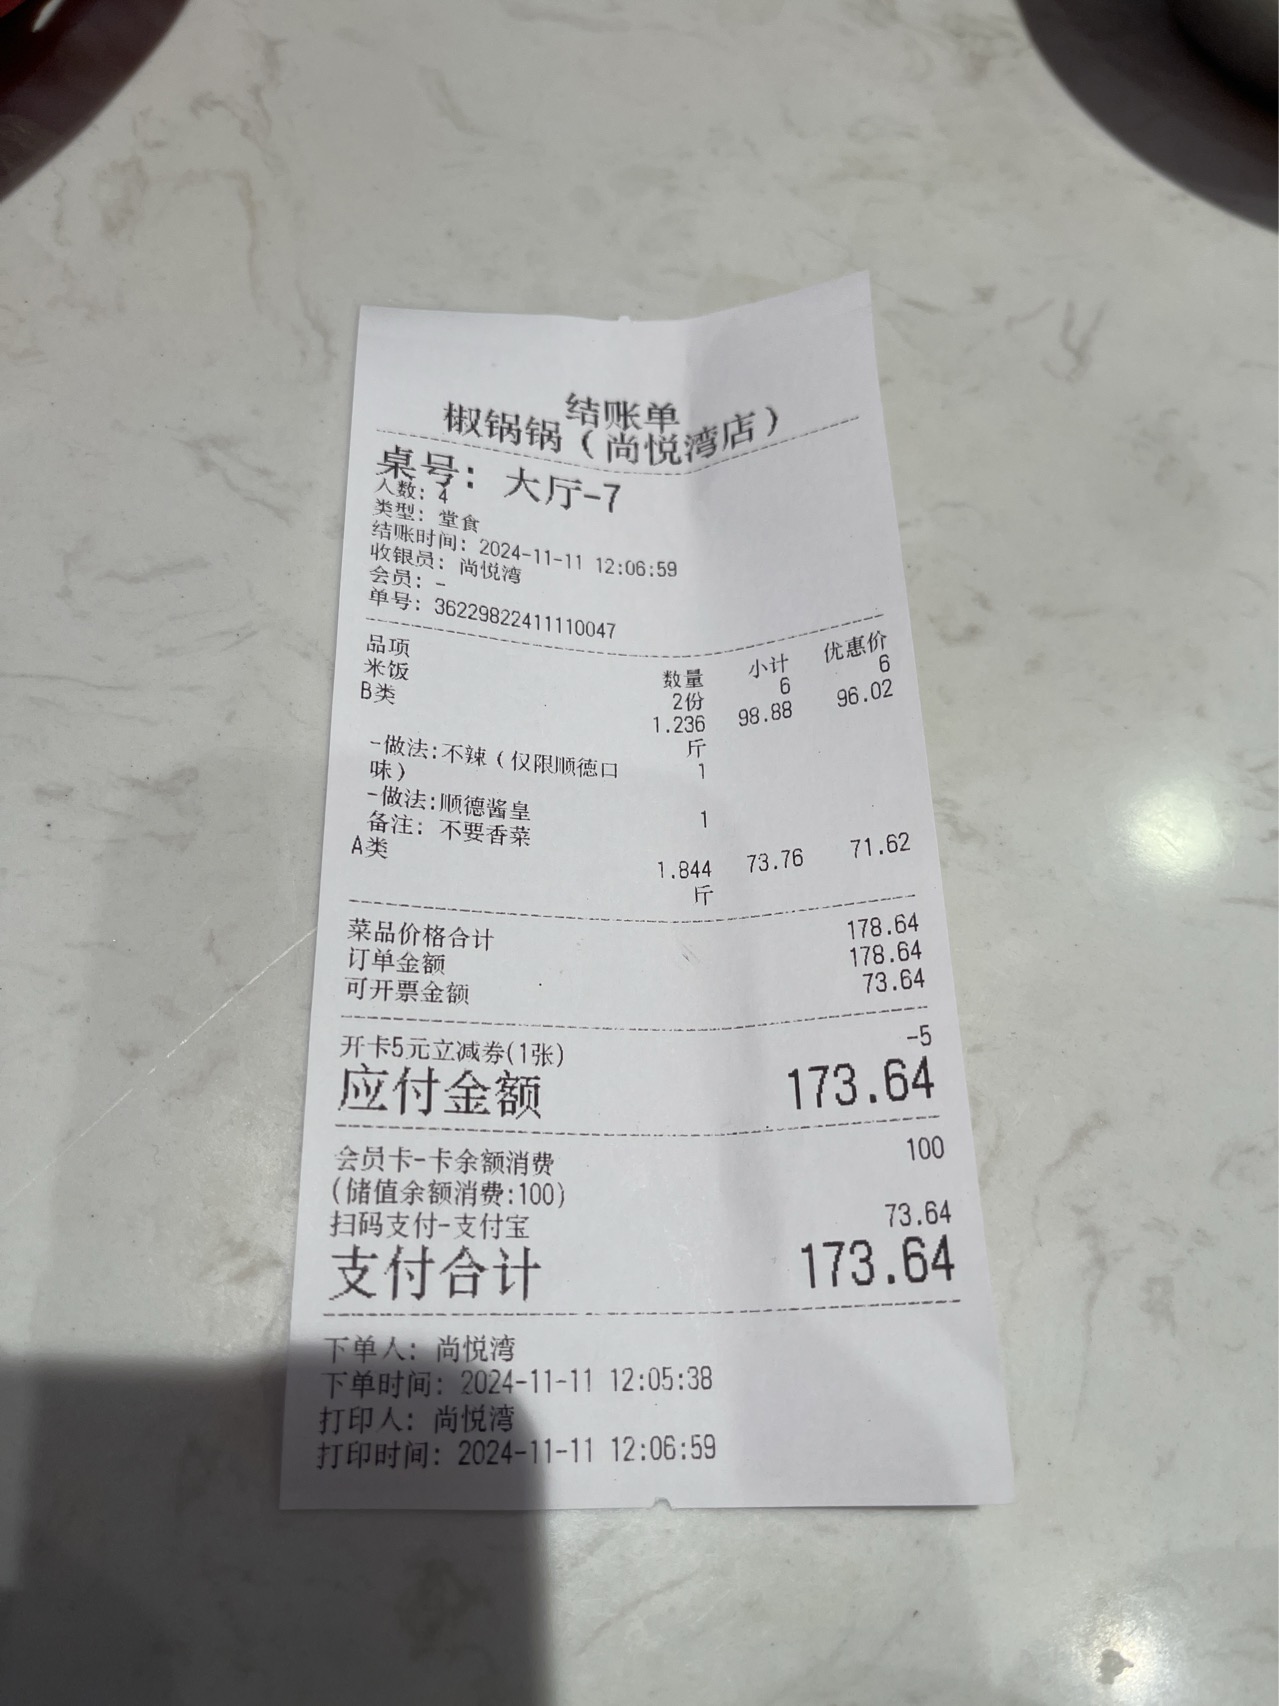 结账单
椒锅锅（尚悦湾店）
桌号： 大厅-7
人数: 4
类型: 堂食
结账时间: 2024-11-11 12:06:59
收银员: 尚悦湾
会员: -
单号: 36229822411110047
品项 数量 小计 优惠价
米饭 2份 6 6
B类 1.236 98.88 96.02
斤
-做法:不辣（仅限顺德口 1
味）
-做法:顺德酱皇 1
备注: 不要香菜
A类 1.844 73.76 71.62
斤
菜品价格合计 178.64
订单金额 178.64
可开票金额 73.64
开卡5元立减券(1张) -5
应付金额 173.64
会员卡-卡余额消费 100
(储值余额消费:100)
扫码支付-支付宝 73.64
支付合计 173.64
下单人: 尚悦湾
下单时间: 2024-11-11 12:05:38
打印人: 尚悦湾
打印时间: 2024-11-11 12:06:59